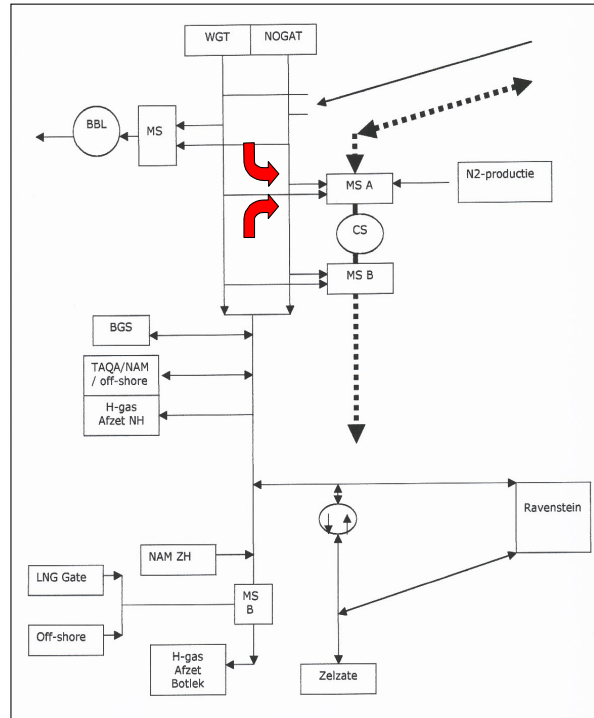 WGT NOGAT
BBL
MS
MS A
N2-productie
CS
MS B
BGS
TAQA/NAM
/ off-shore
H-gas
Afzet NH
Ravenstein
NAM ZH
LNG Gate
MS
B
Off-shore
H-gas
Afzet
Botlek
Zelzate